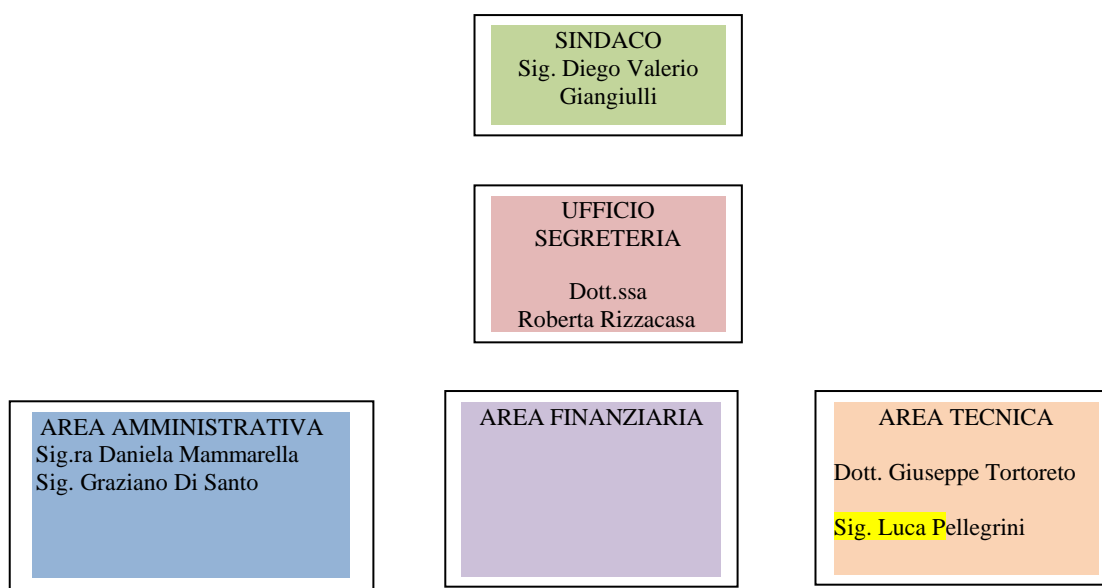 SINDACO
Sig. Diego Valerio
Giangiulli
UFFICIO
SEGRETERIA
Dott.ssa
Roberta Rizzacasa
AREA AMMINISTRATIVA
Sig.ra Daniela Mammarella
Sig. Graziano Di Santo
AREA FINANZIARIA
AREA TECNICA
Dott. Giuseppe Tortoreto
Sig. Luca Pellegrini